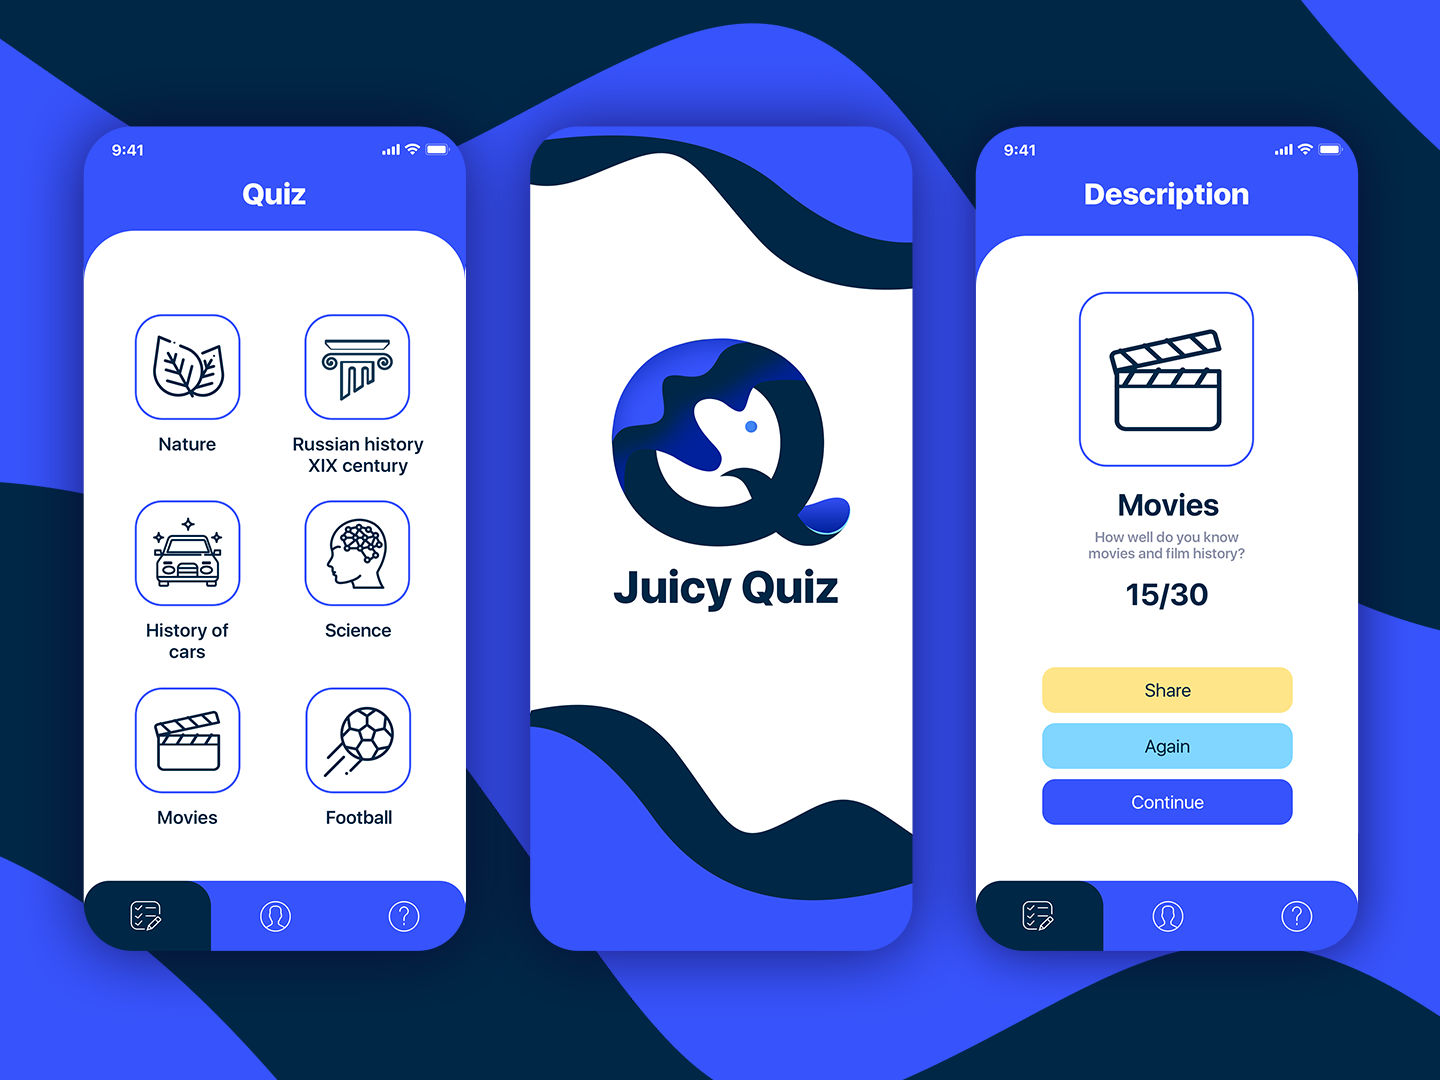 9:41
Quiz
Nature
Russian history
XIX century
History of
cars
Science
Movies
Football
Juicy Quiz
9:41
Description
Movies
How well do you know
movies and film history?
15/30
Share
Again
Continue